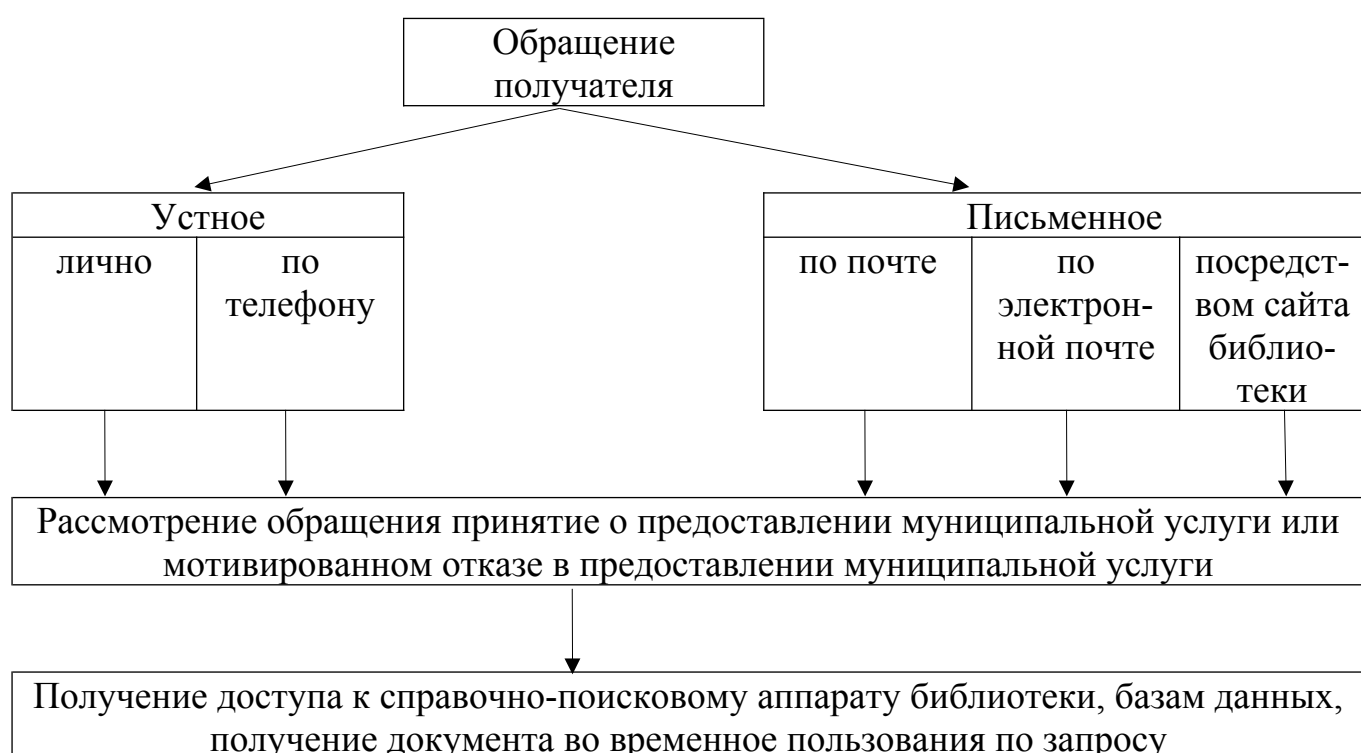 Обращение
получателя
Устное
Письменное
лично
по
телефону
по почте
по
электрон-
ной почте
посредст-
вом сайта
библио-
теки
Рассмотрение обращения принятие о предоставлении муниципальной услуги или
мотивированном отказе в предоставлении муниципальной услуги
Получение доступа к справочно-поисковому аппарату библиотеки, базам данных,
получение документа во временное пользования по запросу